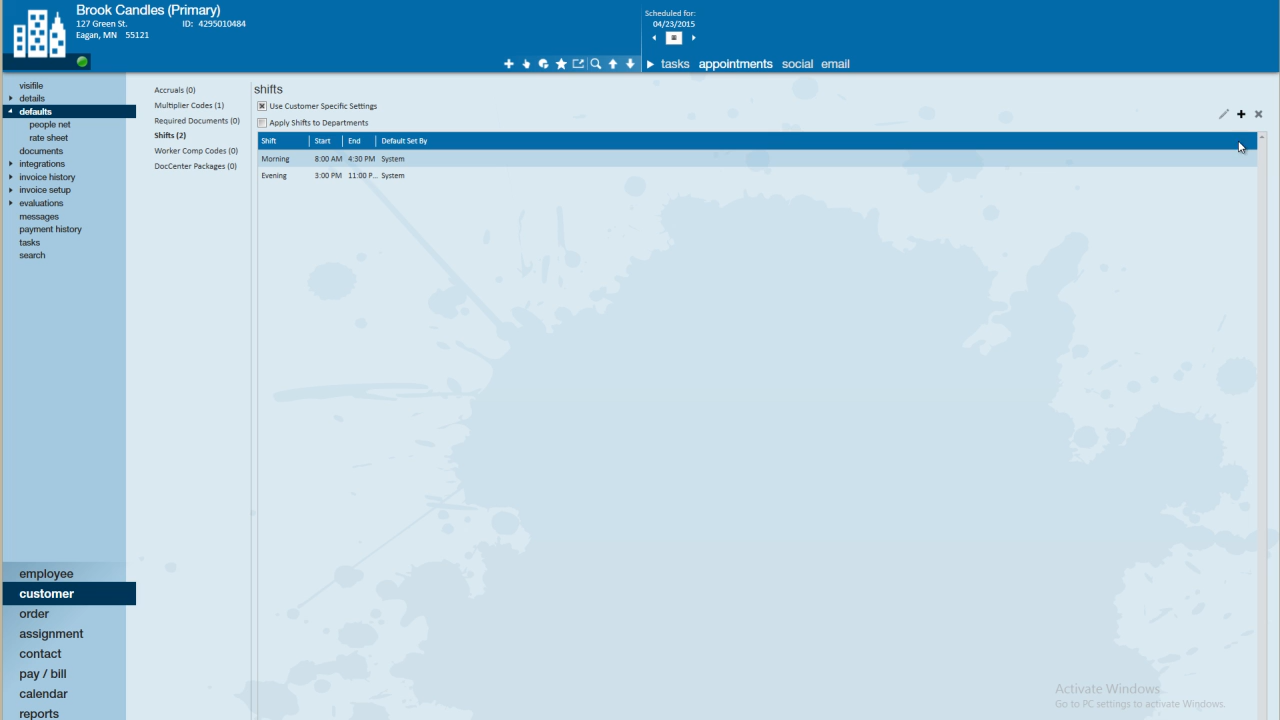 Brook Candles (Primary)
127 Green St. ID: 4295010484
Eagan, MN 55121
Scheduled for:
04/23/2015
tasks appointments social email
visifile
details
defaults
people net
rate sheet
documents
integrations
invoice history
invoice setup
evaluations
messages
payment history
tasks
search
employee
customer
order
assignment
contact
pay / bill
calendar
reports
Accruals (0)
Multiplier Codes (1)
Required Documents (0)
Shifts (2)
Worker Comp Codes (0)
DocCenter Packages (0)
shifts
Use Customer Specific Settings
Apply Shifts to Departments
Shift Start End Default Set By
Morning 8:00 AM 4:30 PM System
Evening 3:00 PM 11:00 P... System
Activate Windows
Go to PC settings to activate Windows.